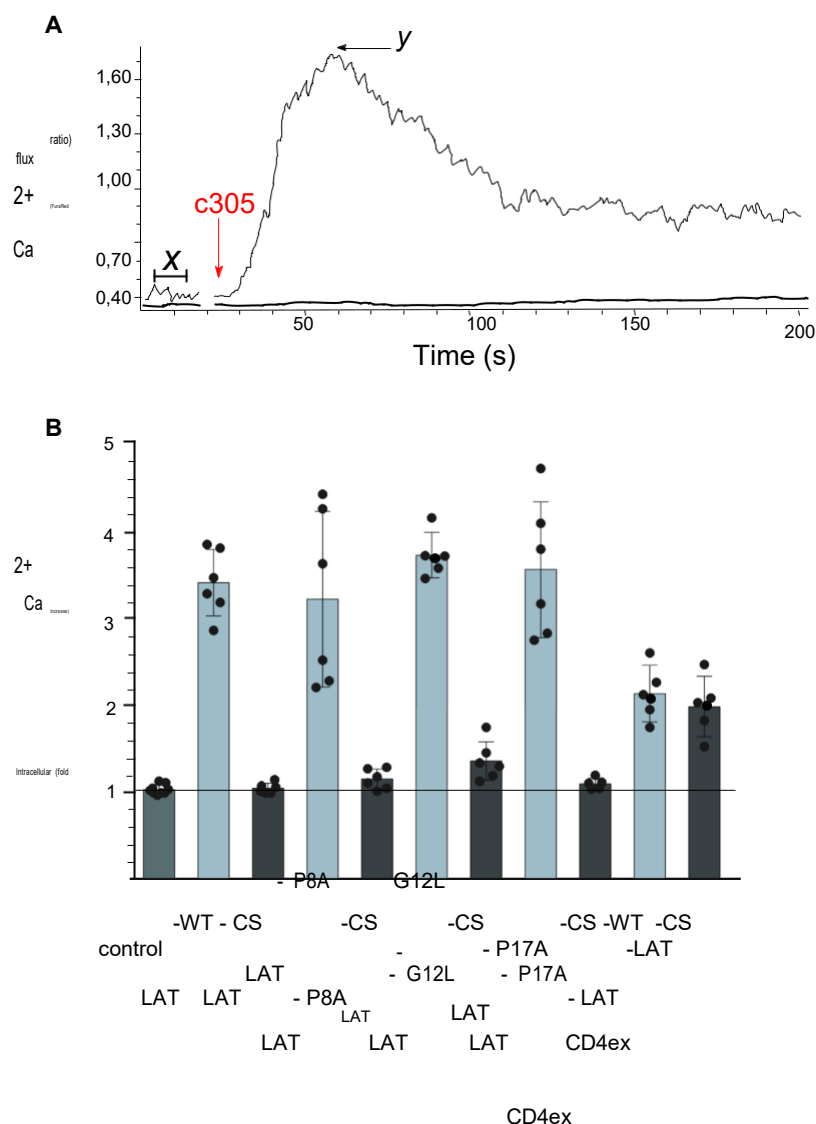 A
y
1,60
ratio)
1,30
flux
1,00
2+ (FuraRed
c305
Ca
0,70
x
0,40
50 100 150 200
Time (s)
B
5
4
2+
Ca increase)
3
2
Intracellular (fold
1
- P8A G12L
-WT - CS -CS -CS -CS -WT -CS
control - - P17A -LAT
LAT - G12L - P17A
LAT LAT - P8A LAT - LAT
LAT LAT
LAT LAT LAT CD4ex
CD4ex